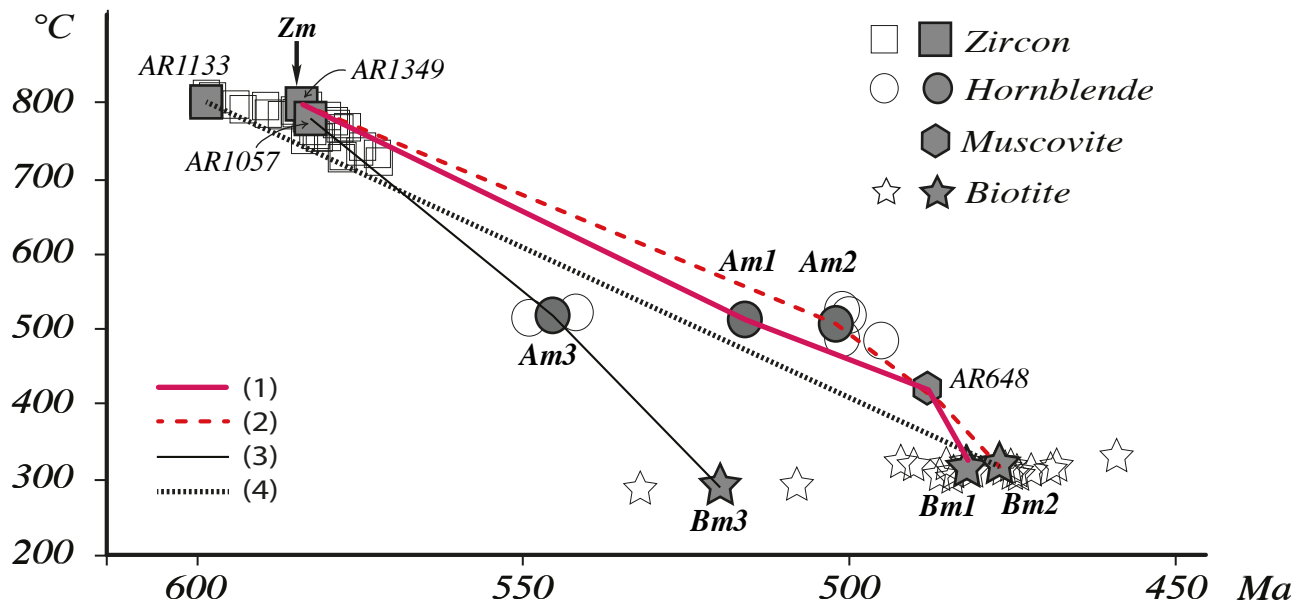 °C
Zm
Zircon
AR1133
AR1349
Hornblende
800
Muscovite
AR1057
700
Biotite
600
Am1
Am2
500
Am3
AR648
(1)
400
(2)
(3)
300
(4)
Bm3
Bm1
Bm2
200
600
550
500
450
Ma